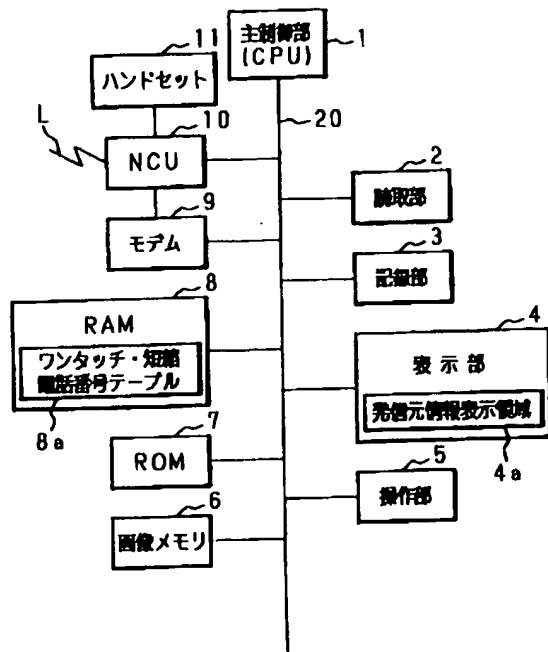 11
主制御部
(CPU)
1
ハンドセット
L
10
20
NCU
2
読取部
9
モデム
3
記録部
8
RAM
ワンタッチ・短縮
電話番号テーブル
8a
4
表示部
発信元情報表示領域
4a
7
ROM
5
操作部
6
画像メモリ